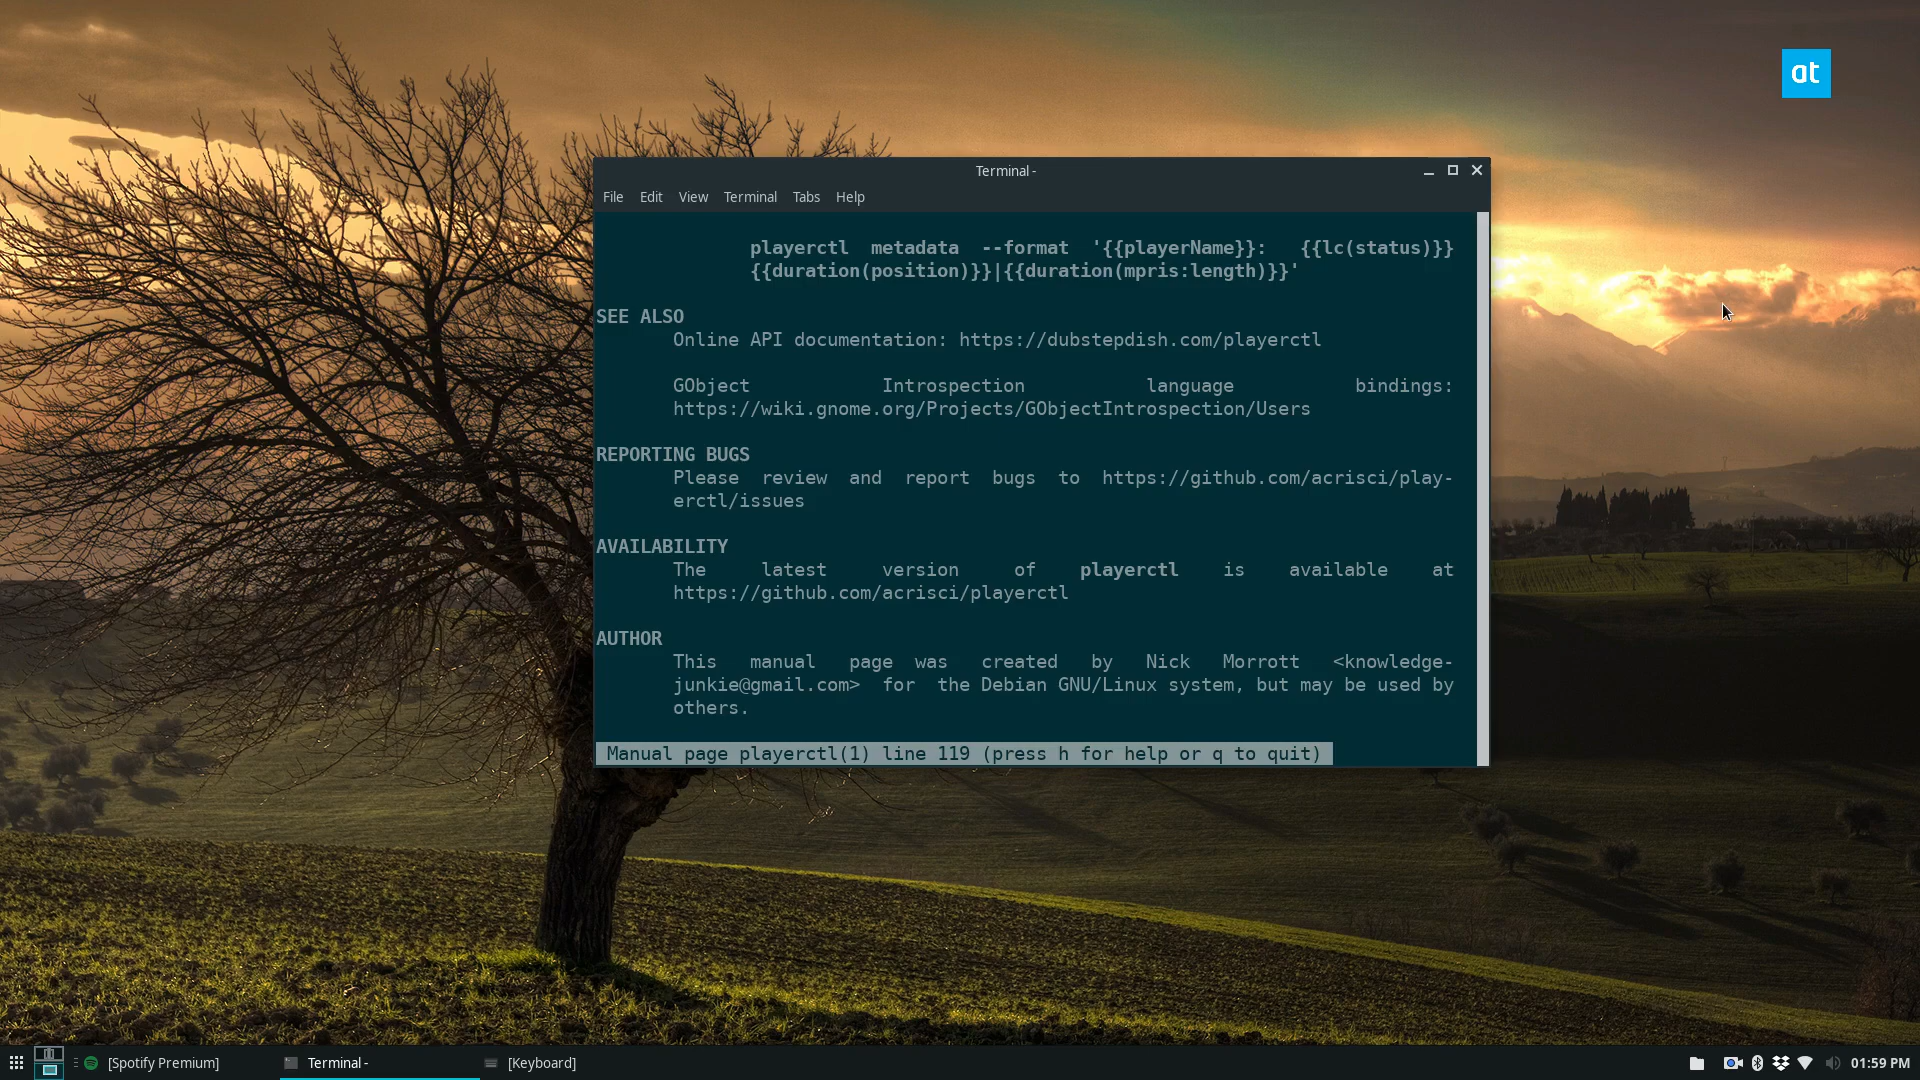 at
Terminal -
File Edit View Terminal Tabs Help
playerctl metadata --format '{{playerName}}: {{lc(status)}}
{{duration(position)}}|{{duration(mpris:length)}}'
SEE ALSO
Online API documentation: https://dubstepdish.com/playerctl
GObject Introspection language bindings:
https://wiki.gnome.org/Projects/GObjectIntrospection/Users
REPORTING BUGS
Please review and report bugs to https://github.com/acrisci/play-
erctl/issues
AVAILABILITY
The latest version of playerctl is available at
https://github.com/acrisci/playerctl
AUTHOR
This manual page was created by Nick Morrott <knowledge-
junkie@gmail.com> for the Debian GNU/Linux system, but may be used by
others.
Manual page playerctl(1) line 119 (press h for help or q to quit)
[Spotify Premium] Terminal - [Keyboard] 01:59 PM